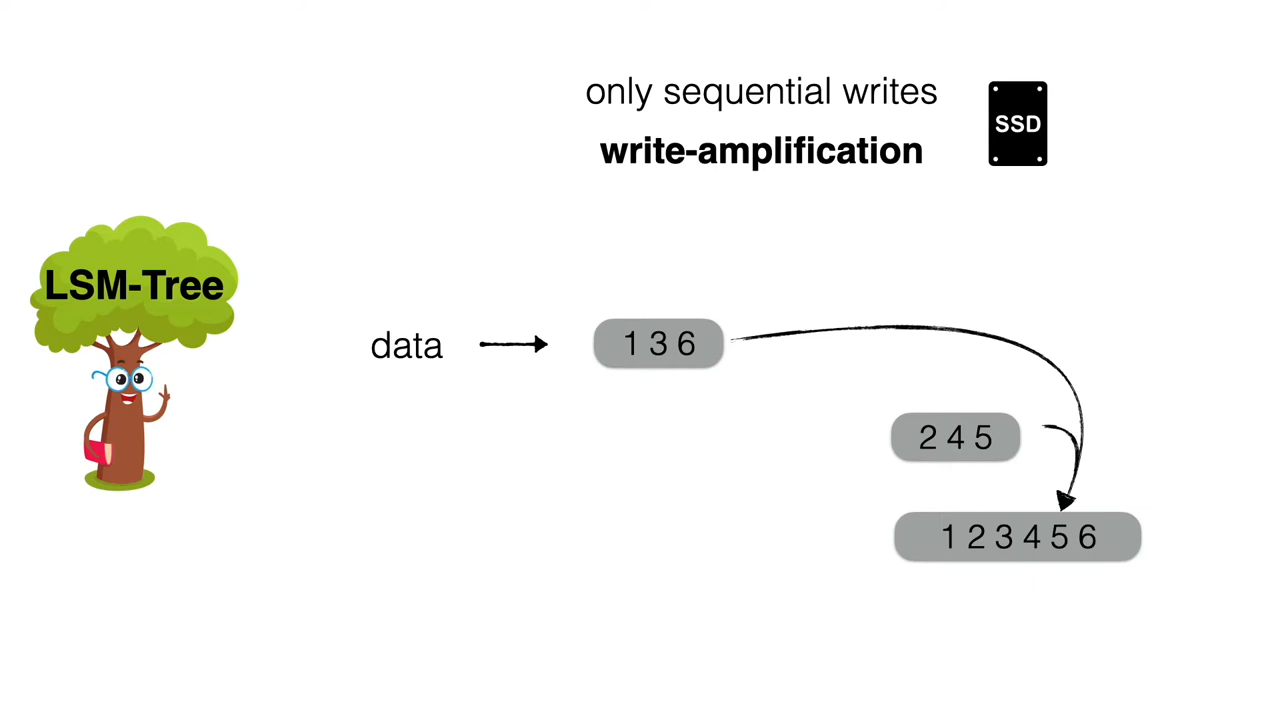 only sequential writes
write-amplification
SSD
LSM-Tree
data
1 3 6
2 4 5
1 2 3 4 5 6